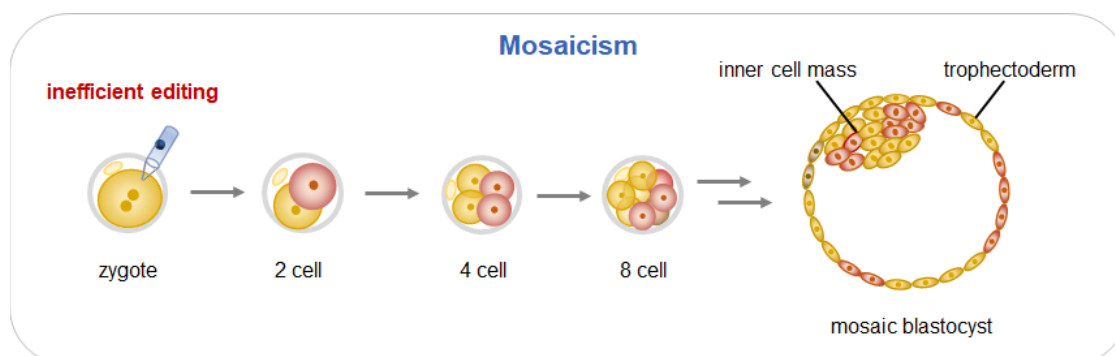 Mosaicism
inefficient editing
inner cell mass
trophectoderm
zygote
2 cell
4 cell
8 cell
mosaic blastocyst